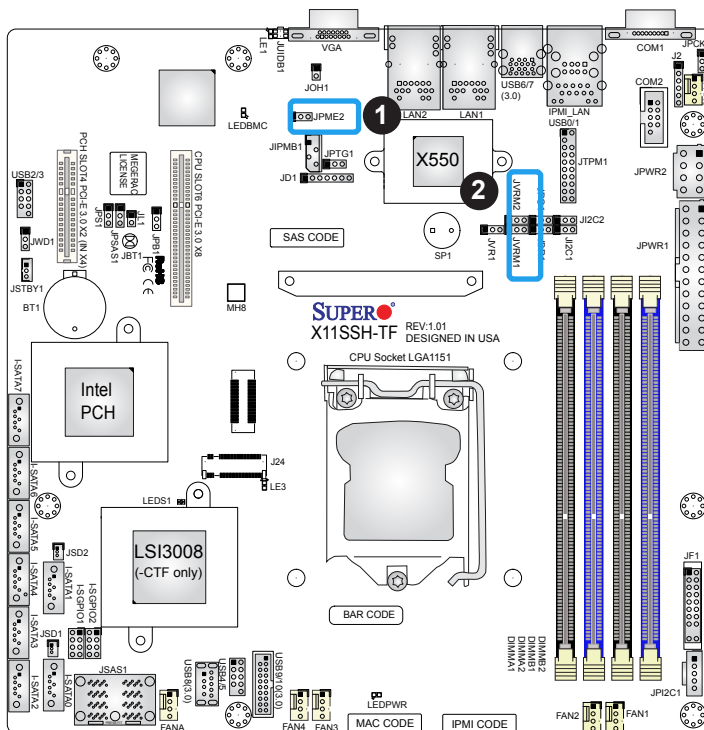 LE1
JUIDB1
VGA
COM1
JPCK
J2
JOH1
COM2
USB6/7
(3.0)
LAN2
LAN1
IPMI_LAN
USB0/1
LEDBMC
JPME2
1
JIPMB1
JPTG1
JD1
X550
2
JTPM1
JPWR2
PCH SLOT4 PCI-E 3.0 X2 (IN X4)
MEGERAC
LICENSE
CPU SLOT6 PCI-E 3.0 X8
USB2/3
JPS1
JPSAS1
JL1
JPB1
JBT1
RoHS
JWD1
JSTBY1
BT1
SAS CODE
SP1
JVR1
JVRM2
JVRM1
JI2C2
JI2C1
JPWR1
MH8
SUPER
X11SSH-TF
REV:1.01
DESIGNED IN USA
CPU Socket LGA1151
Intel
PCH
I-SATA7
I-SATA6
I-SATA5
I-SATA4
I-SATA3
I-SATA2
J24
LE3
LEDS1
LSI3008
(-CTF only)
JSD2
I-SATA1
I-SGPIO1
I-SGPIO2
JSD1
I-SATA0
JSAS1
FANA
USB8(3.0)
USB4/5
USB9/10(3.0)
FAN4
FAN3
LEDPWR
BAR CODE
MAC CODE
IPMI CODE
DIMMA1
DIMMA2
DIMMB1
DIMMB2
JF1
JPI2C1
FAN2
FAN1